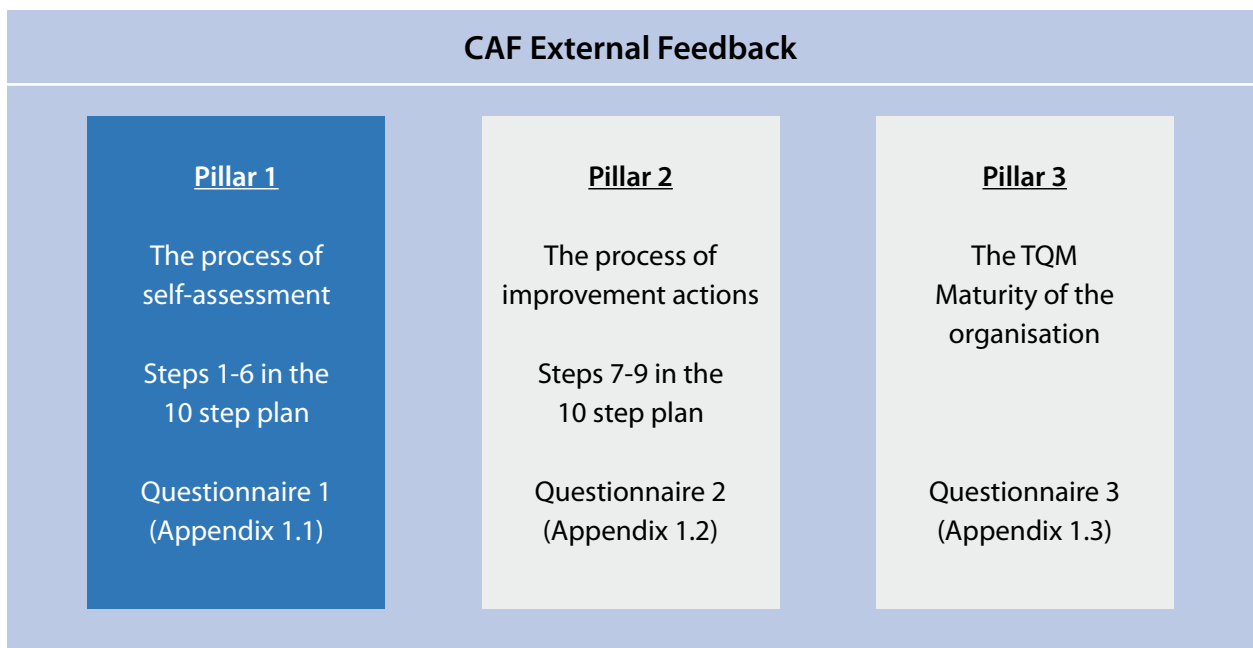 CAF External Feedback
Pillar 1
The process of
self-assessment
Steps 1-6 in the
10 step plan
Questionnaire 1
(Appendix 1.1)
Pillar 2
The process of
improvement actions
Steps 7-9 in the
10 step plan
Questionnaire 2
(Appendix 1.2)
Pillar 3
The TQM
Maturity of the
organisation
Questionnaire 3
(Appendix 1.3)